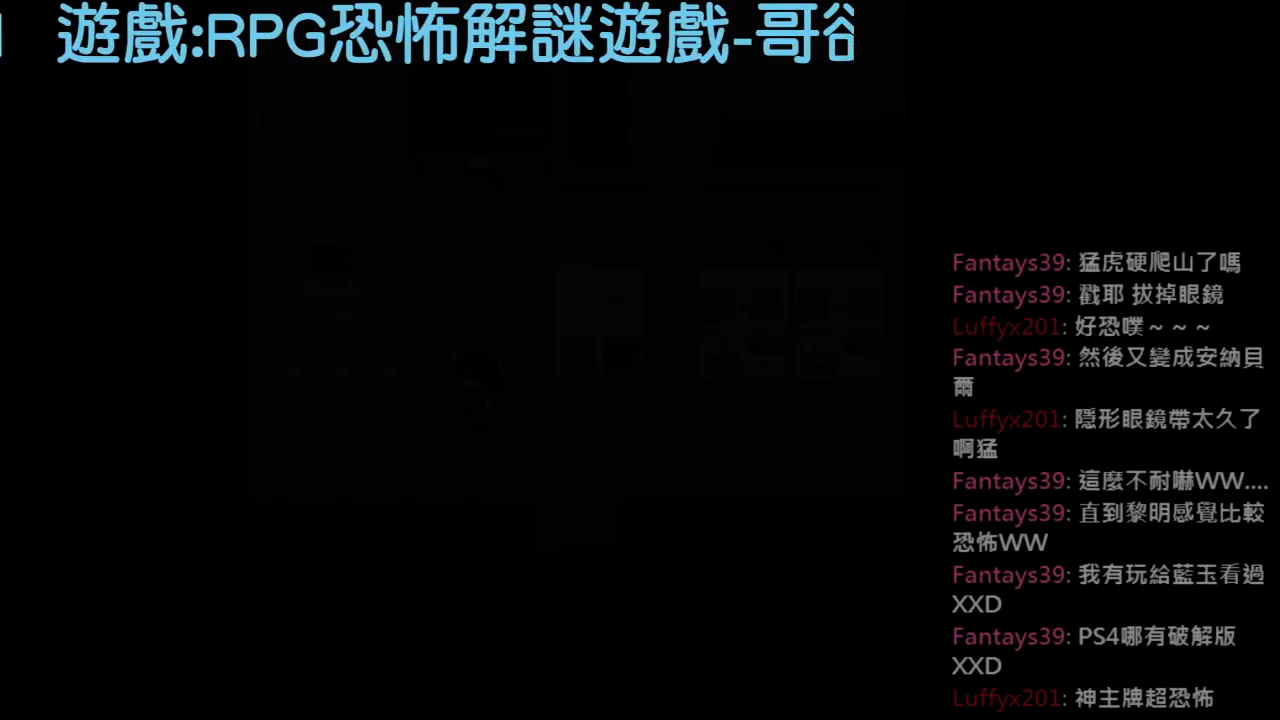 遊戲:RPG恐怖解謎遊戲-哥
Fantays39: 猛虎硬爬山了嗎
Fantays39: 戳耶 拔掉眼鏡
Luffyx201: 好恐噗～～～
Fantays39: 然後又變成安納貝
爾
Luffyx201: 隱形眼鏡帶太久了
啊猛
Fantays39: 這麼不耐嚇WW....
Fantays39: 直到黎明感覺比較
恐怖WW
Fantays39: 我有玩給藍玉看過
XXD
Fantays39: PS4哪有破解版
XXD
Luffyx201: 神主牌超恐怖